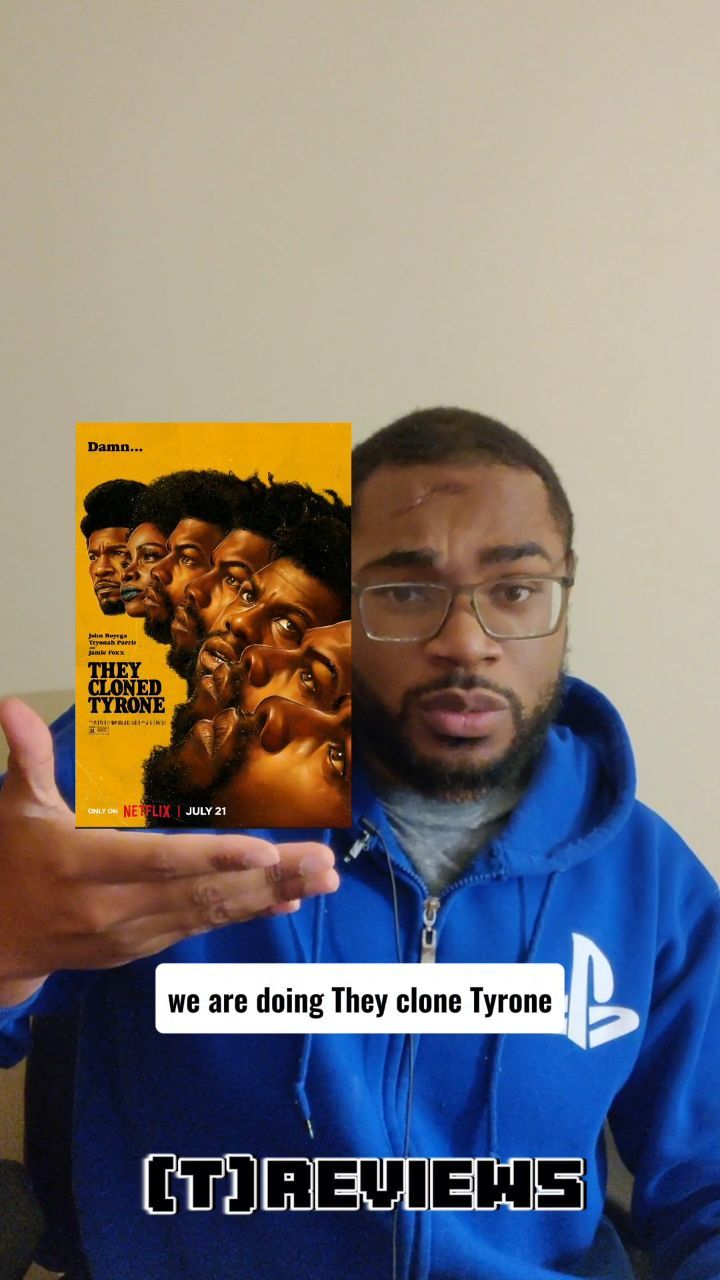 Damn...
John Boyega
Teyonah Parris
Jamie Foxx
THEY
CLONED
TYRONE
ONLY ON NETFLIX | JULY 21
we are doing They clone Tyrone
(T)REVIEWS